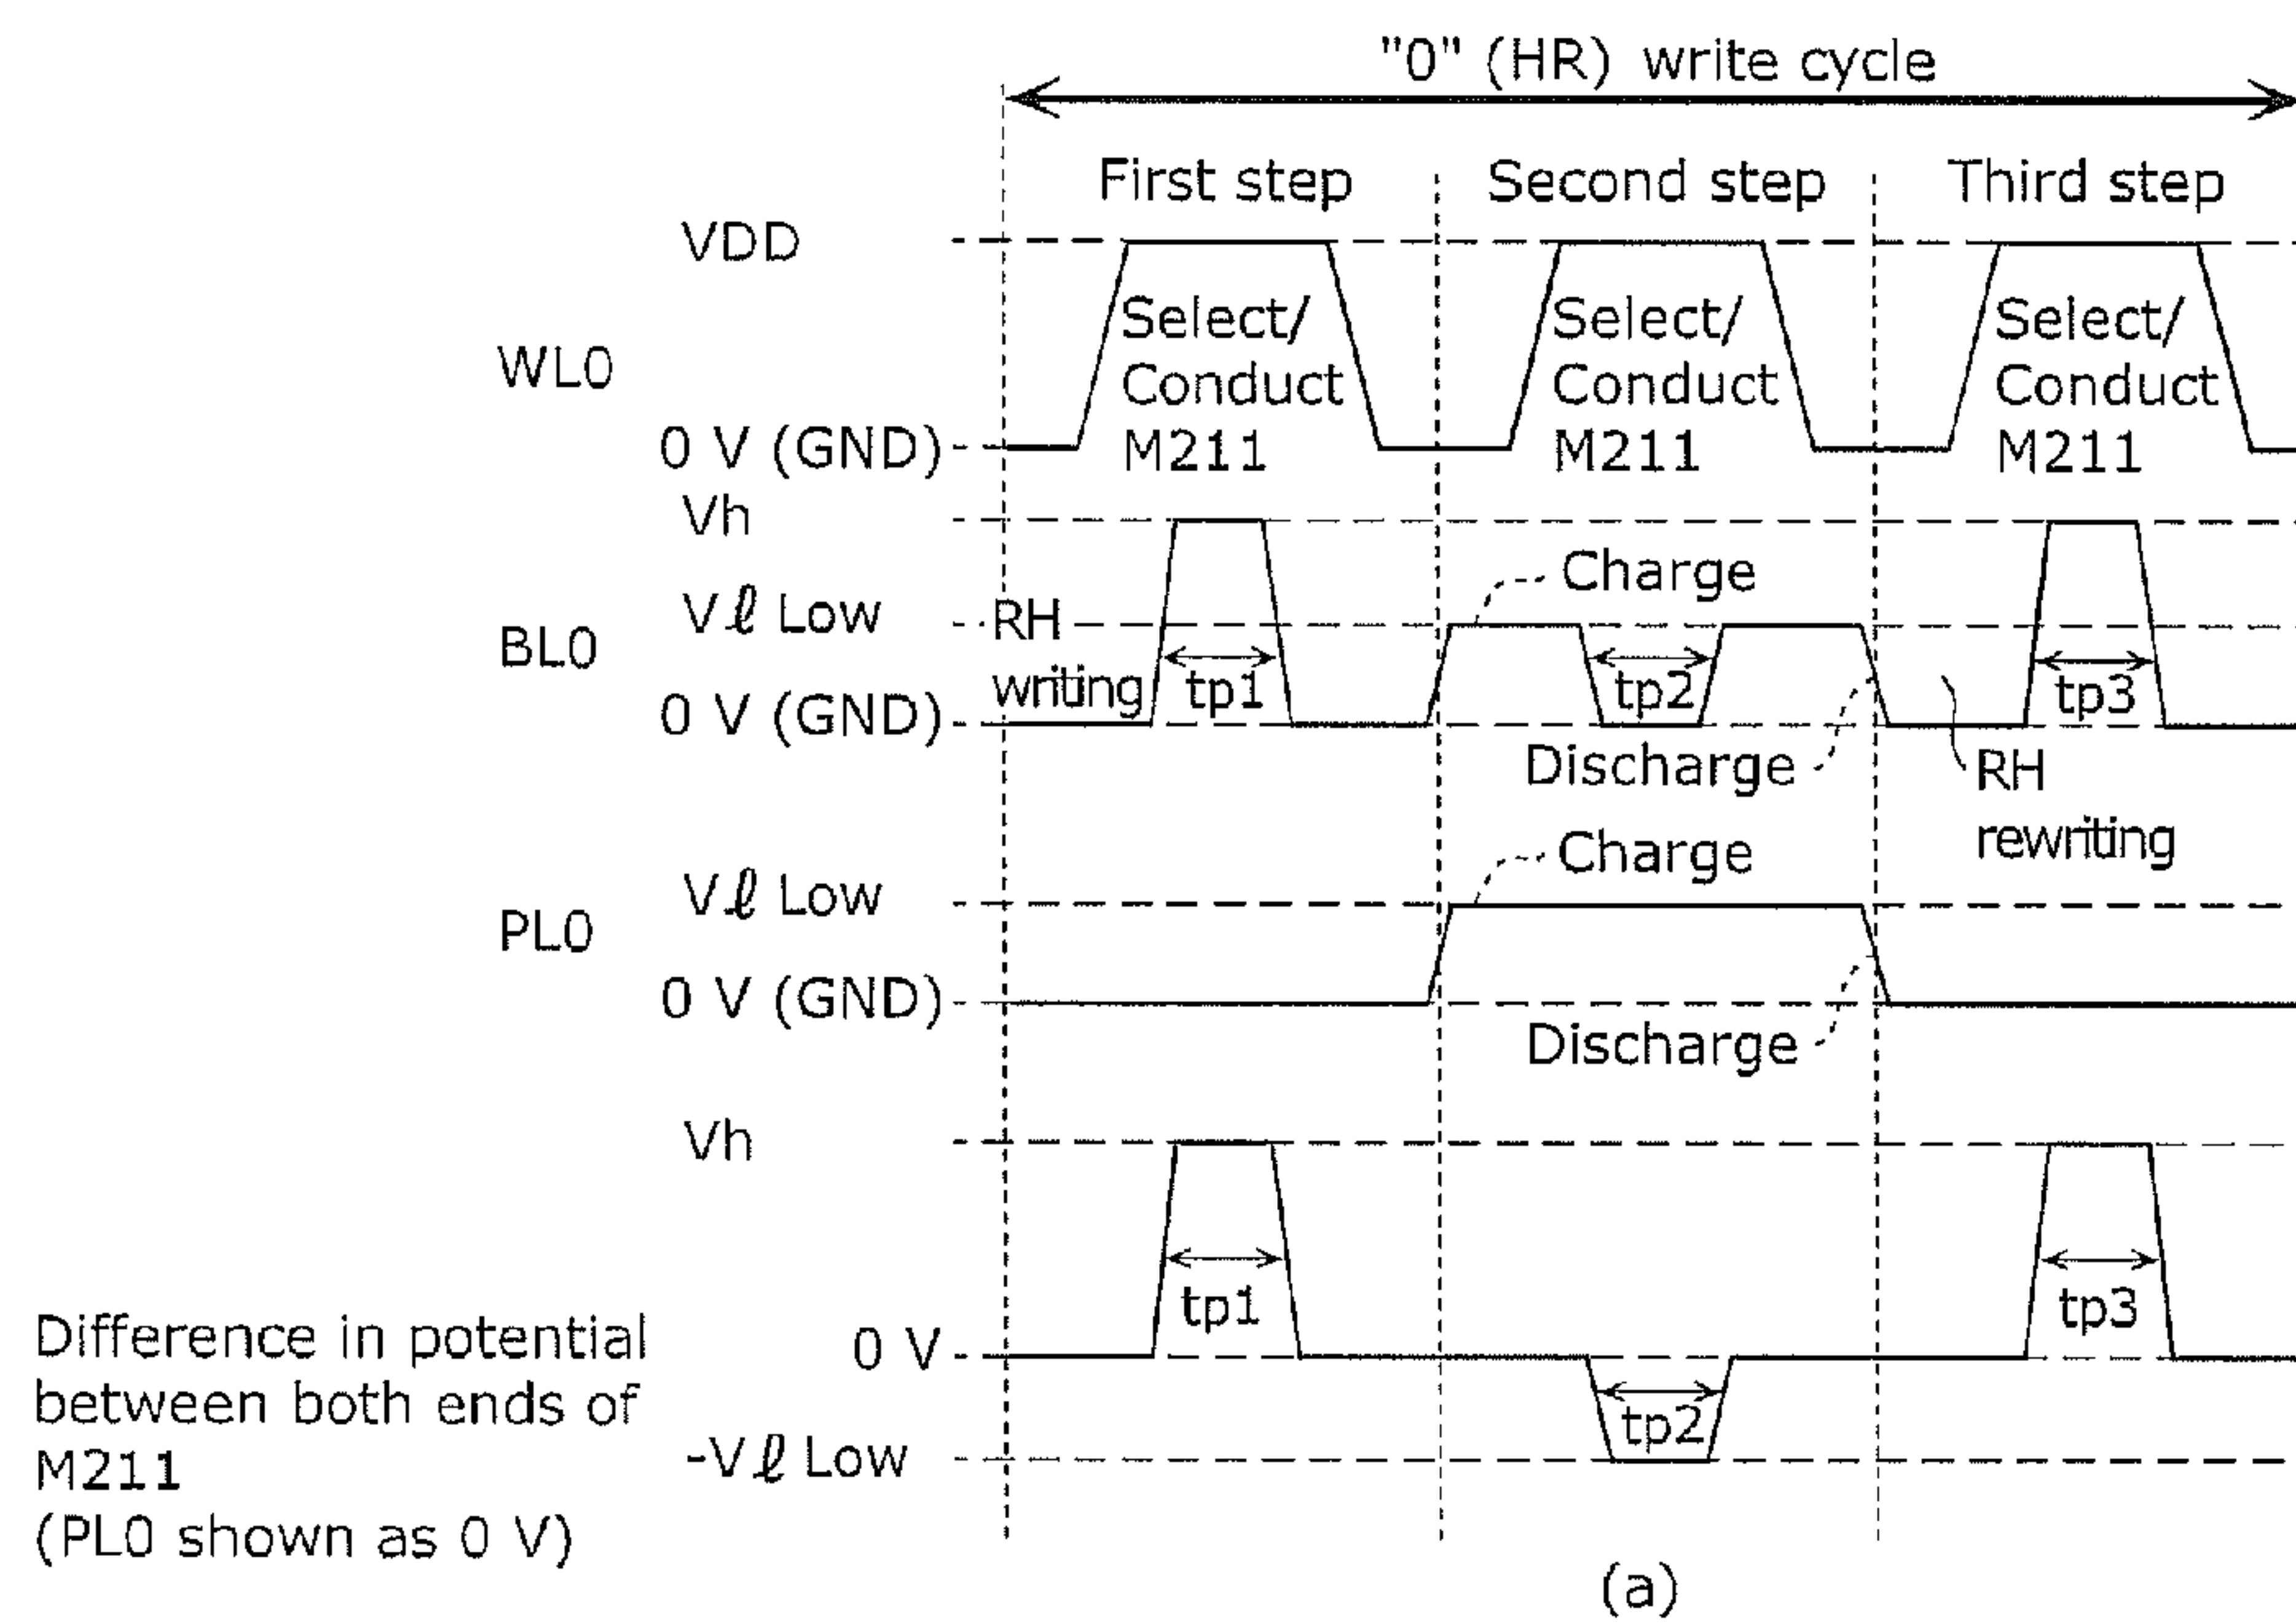 "0" (HR) write cycle
First step Second step Third step
VDD
WL0
0 V (GND)
Select/
Conduct
M211
Select/
Conduct
M211
Select/
Conduct
M211
Vh
Vℓ Low
BL0
0 V (GND)
RH
writing
tp1
Charge
tp2
Discharge
tp3
RH
rewriting
Vℓ Low
PL0
0 V (GND)
Charge
Discharge
Vh
0 V
-Vℓ Low
tp1
tp2
tp3
Difference in potential
between both ends of
M211
(PL0 shown as 0 V)
(a)